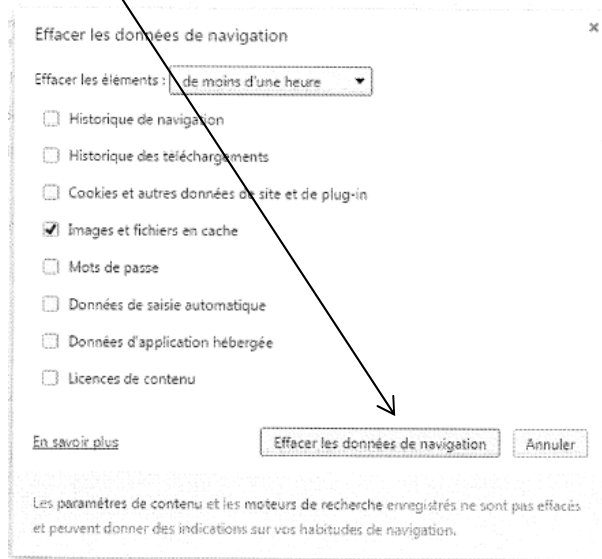 Effacer les données de navigation
Effacer les éléments : de moins d'une heure
Historique de navigation
Historique des téléchargements
Cookies et autres données de site et de plug-in
Images et fichiers en cache
Mots de passe
Données de saisie automatique
Données d'application hébergée
Licences de contenu
En savoir plus Effacer les données de navigation Annuler
Les paramètres de contenu et les moteurs de recherche enregistrés ne sont pas effacés
et peuvent donner des indications sur vos habitudes de navigation.